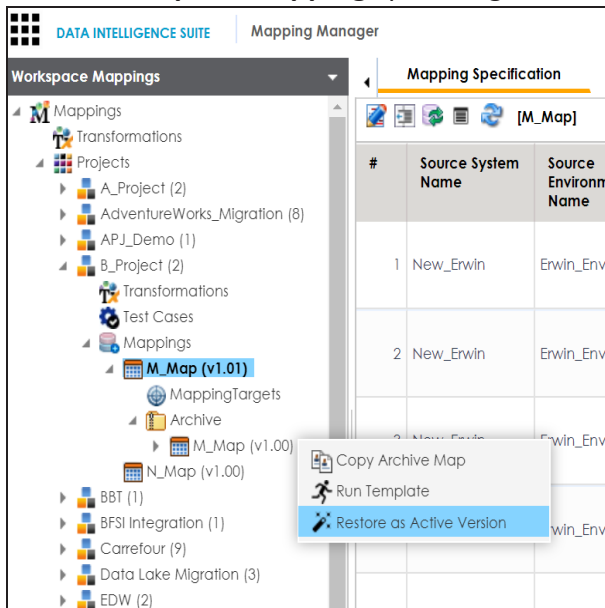 DATA INTELLIGENCE SUITE
Mapping Manager
Workspace Mappings
Mappings
Transformations
Projects
A_Project (2)
AdventureWorks_Migration (8)
APJ_Demo (1)
B_Project (2)
Transformations
Test Cases
Mappings
M_Map (v1.01)
MappingTargets
Archive
M_Map (v1.00)
N_Map (v1.00)
BBT (1)
BFSI Integration (1)
Carrefour (9)
Data Lake Migration (3)
EDW (2)
Copy Archive Map
Run Template
Restore as Active Version
Mapping Specification
[M_Map]
# Source System Source
Name Environm
Name
1 New_Erwin Erwin_Env
2 New_Erwin Erwin_Env
Erwin_Env
win_Env